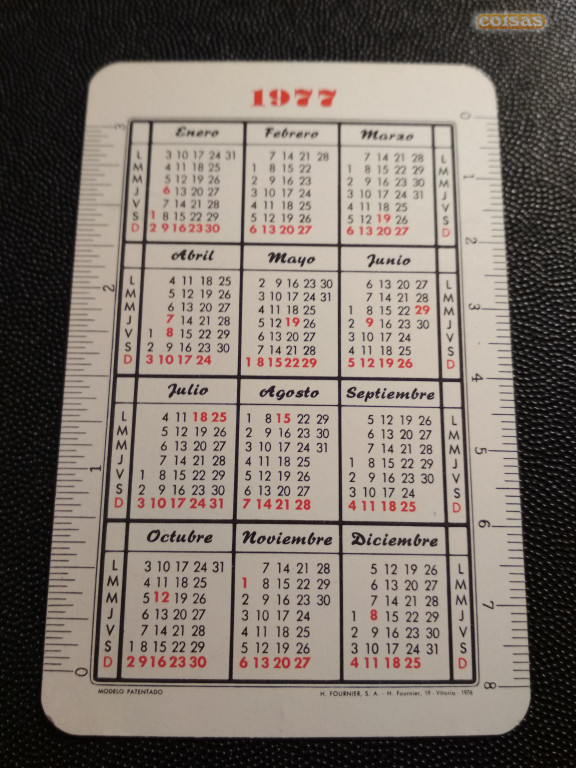 coisas
1977
Enero Febrero Marzo
L 3 10 17 24 31 7 14 21 28 7 14 21 28 L
M 4 11 18 25 1 8 15 22 1 8 15 22 29 M
M 5 12 19 26 2 9 16 23 2 9 16 23 30 M
J 6 13 20 27 3 10 17 24 3 10 17 24 31 J
V 7 14 21 28 4 11 18 25 4 11 18 25 V
S 1 8 15 22 29 5 12 19 26 5 12 19 26 S
D 2 9 16 23 30 6 13 20 27 6 13 20 27 D
Abril Mayo Junio
L 4 11 18 25 2 9 16 23 30 6 13 20 27 L
M 5 12 19 26 3 10 17 24 31 7 14 21 28 M
M 6 13 20 27 4 11 18 25 1 8 15 22 29 M
J 7 14 21 28 5 12 19 26 2 9 16 23 30 J
V 1 8 15 22 29 6 13 20 27 3 10 17 24 V
S 2 9 16 23 30 7 14 21 28 4 11 18 25 S
D 3 10 17 24 1 8 15 22 29 5 12 19 26 D
Julio Agosto Septiembre
L 4 11 18 25 1 8 15 22 29 5 12 19 26 L
M 5 12 19 26 2 9 16 23 30 6 13 20 27 M
M 6 13 20 27 3 10 17 24 31 7 14 21 28 M
J 7 14 21 28 4 11 18 25 1 8 15 22 29 J
V 1 8 15 22 29 5 12 19 26 2 9 16 23 30 V
S 2 9 16 23 30 6 13 20 27 3 10 17 24 S
D 3 10 17 24 31 7 14 21 28 4 11 18 25 D
Octubre Noviembre Diciembre
L 3 10 17 24 31 7 14 21 28 5 12 19 26 L
M 4 11 18 25 1 8 15 22 29 6 13 20 27 M
M 5 12 19 26 2 9 16 23 30 7 14 21 28 M
J 6 13 20 27 3 10 17 24 1 8 15 22 29 J
V 7 14 21 28 4 11 18 25 2 9 16 23 30 V
S 1 8 15 22 29 5 12 19 26 3 10 17 24 31 S
D 2 9 16 23 30 6 13 20 27 4 11 18 25 D
MODELO PATENTADO H. FOURNIER, S. A. - H. Fournier, 19 - Vitoria - 1976
3
2
1
0
0
1
2
3
4
5
6
7
8